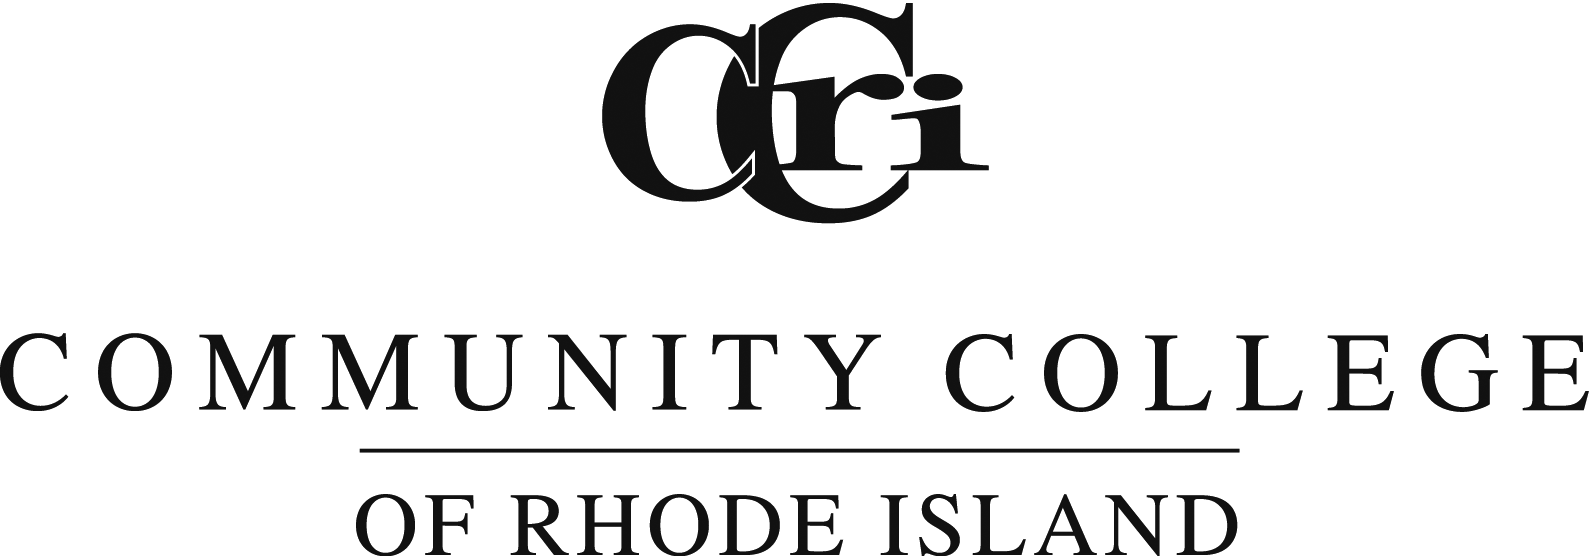 CCri
COMMUNITY COLLEGE
OF RHODE ISLAND